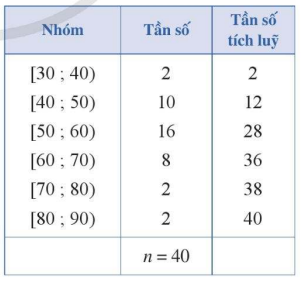 Nhóm Tần số Tần số tích luỹ
[30 ; 40) 2 2
[40 ; 50) 10 12
[50 ; 60) 16 28
[60 ; 70) 8 36
[70 ; 80) 2 38
[80 ; 90) 2 40
n = 40